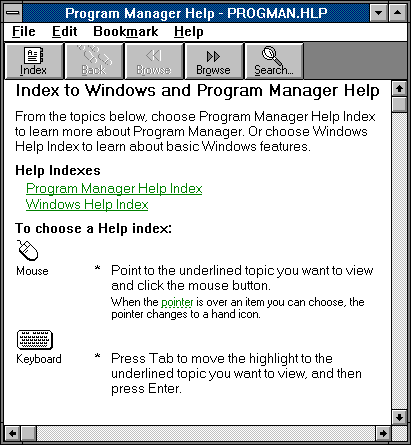 Program Manager Help - PROGMAN.HLP
File Edit Bookmark Help
Index Back Browse Browse Search...
Index to Windows and Program Manager Help
From the topics below, choose Program Manager Help Index
to learn more about Program Manager. Or choose Windows
Help Index to learn about basic Windows features.
Help Indexes
Program Manager Help Index
Windows Help Index
To choose a Help index:
Mouse * Point to the underlined topic you want to view
and click the mouse button.
When the pointer is over an item you can choose, the
pointer changes to a hand icon.
Keyboard * Press Tab to move the highlight to the
underlined topic you want to view, and then
press Enter.